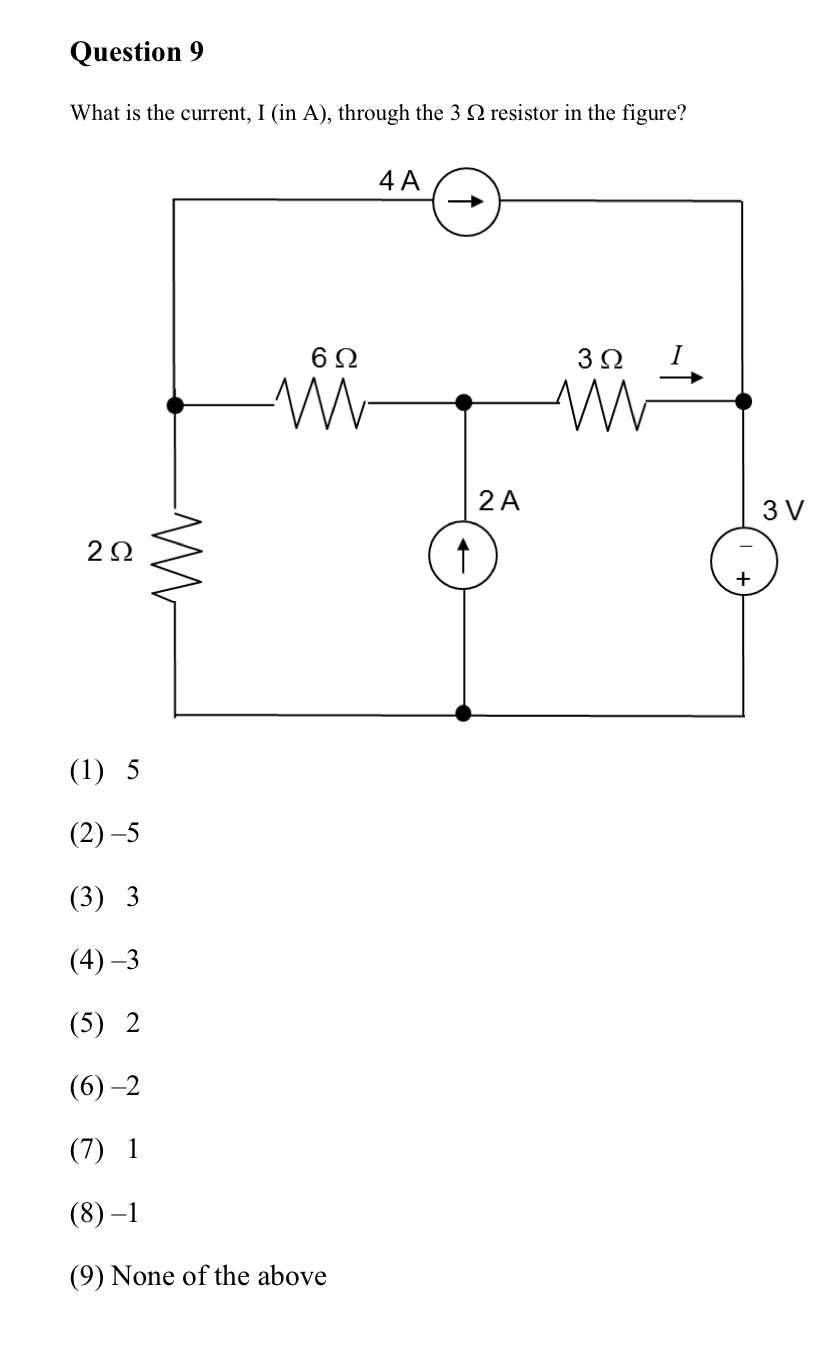 Question 9
What is the current, I (in A), through the 3 Ω resistor in the figure?
4 A
6 Ω
3 Ω
I
2 A
3 V
2 Ω
–
+
(1) 5
(2) –5
(3) 3
(4) –3
(5) 2
(6) –2
(7) 1
(8) –1
(9) None of the above